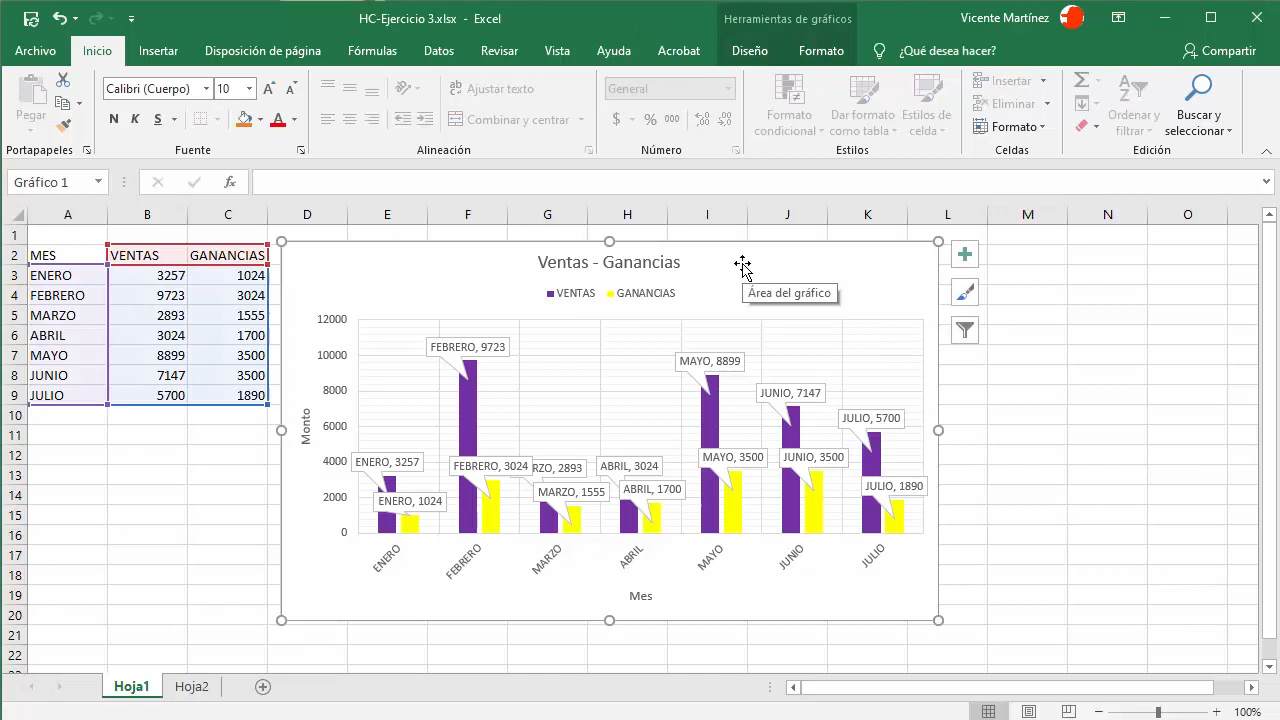 HC-Ejercicio 3.xlsx - Excel
Herramientas de gráficos
Vicente Martínez
Archivo Inicio Insertar Disposición de página Fórmulas Datos Revisar Vista Ayuda Acrobat Diseño Formato ¿Qué desea hacer? Compartir
Pegar
Portapapeles
Calibri (Cuerpo) 10
N K S
Fuente
Ajustar texto
Combinar y centrar
Alineación
General
$ % 000
Número
Formato condicional
Dar formato como tabla
Estilos de celda
Estilos
Insertar
Eliminar
Formato
Celdas
Ordenar y filtrar
Buscar y seleccionar
Edición
Gráfico 1
fx
A B C D E F G H I J K L M N O
1
2 MES VENTAS GANANCIAS
3 ENERO 3257 1024
4 FEBRERO 9723 3024
5 MARZO 2893 1555
6 ABRIL 3024 1700
7 MAYO 8899 3500
8 JUNIO 7147 3500
9 JULIO 5700 1890
10
11
12
13
14
15
16
17
18
19
20
21
22
Ventas - Ganancias
VENTAS GANANCIAS
Área del gráfico
12000
10000
8000
6000
4000
2000
0
Monto
FEBRERO, 9723
MAYO, 8899
JUNIO, 7147
JULIO, 5700
ENERO, 3257
FEBRERO, 3024
RZO, 2893
ABRIL, 3024
MAYO, 3500
JUNIO, 3500
ENERO, 1024
MARZO, 1555
ABRIL, 1700
JULIO, 1890
ENERO FEBRERO MARZO ABRIL MAYO JUNIO JULIO
Mes
Hoja1 Hoja2
100%